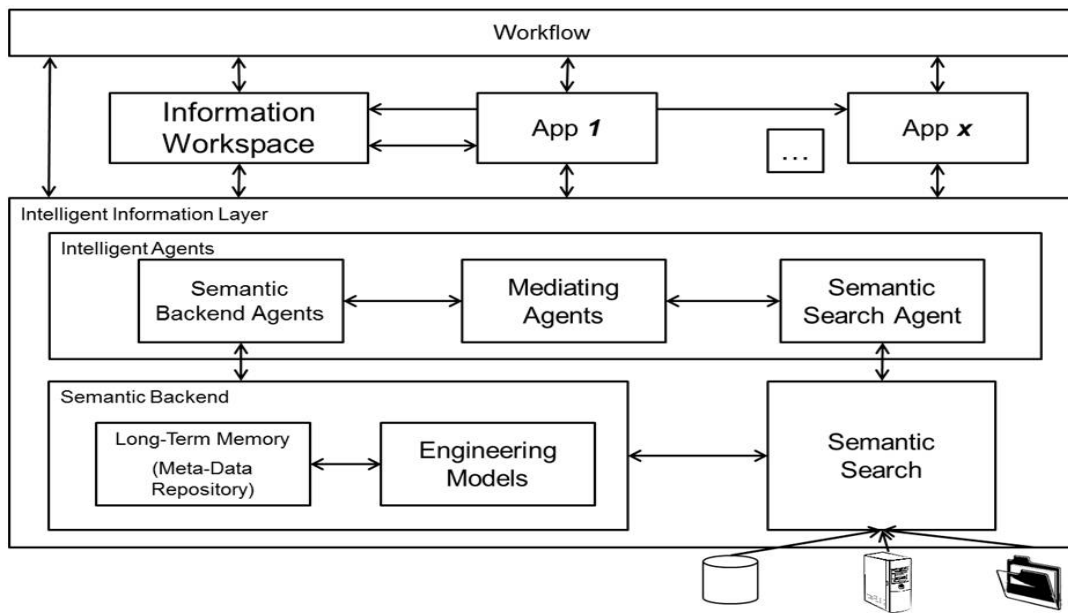 Workflow
Information
Workspace
App 1
...
App x
Intelligent Information Layer
Intelligent Agents
Semantic
Backend Agents
Mediating
Agents
Semantic
Search Agent
Semantic Backend
Long-Term Memory
(Meta-Data
Repository)
Engineering
Models
Semantic
Search